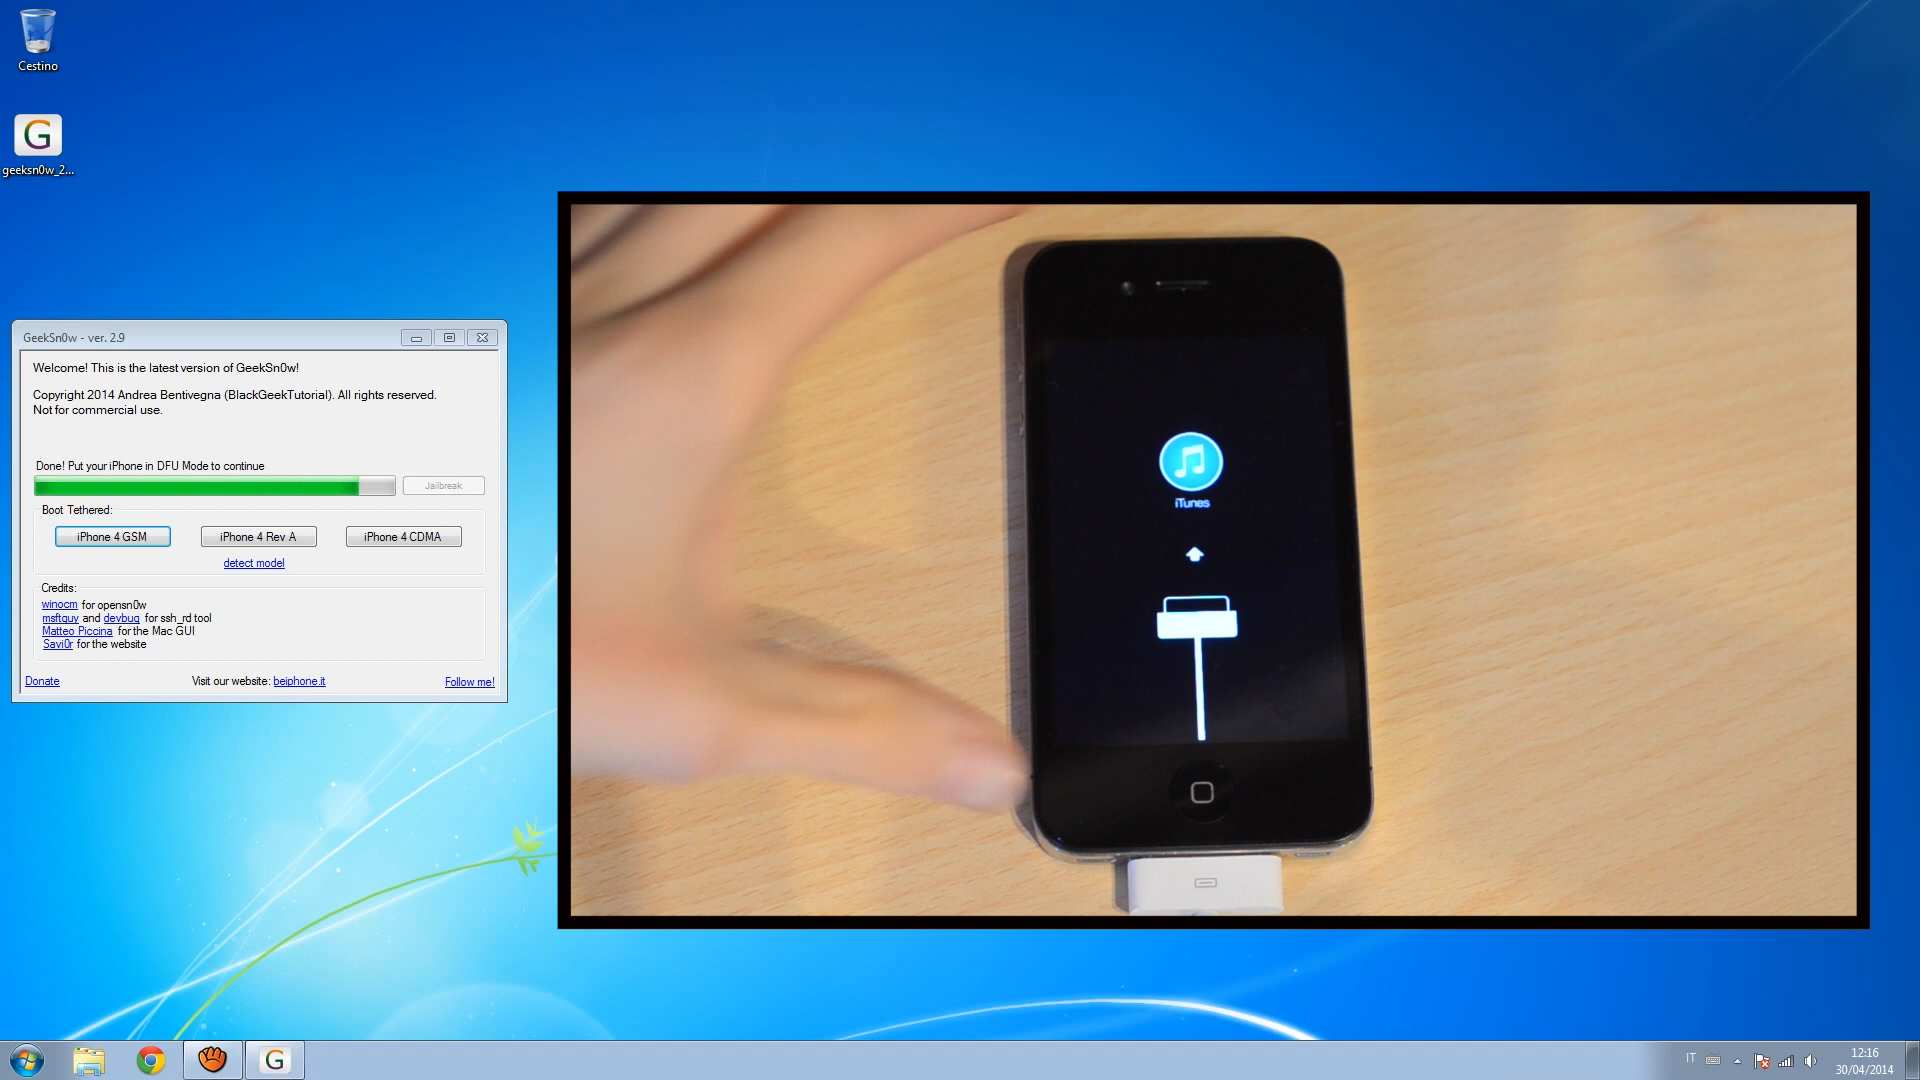 Cestino
geeksn0w_2...
GeekSn0w - ver. 2.9
Welcome! This is the latest version of GeekSn0w!
Copyright 2014 Andrea Bentivegna (BlackGeekTutorial). All rights reserved.
Not for commercial use.
Done! Put your iPhone in DFU Mode to continue
Jailbreak
Boot Tethered:
iPhone 4 GSM
iPhone 4 Rev A
iPhone 4 CDMA
detect model
Credits:
winocm for opensn0w
msftguy and devbug for ssh_rd tool
Matteo Piccina for the Mac GUI
Savi0r for the website
Donate
Visit our website: beiphone.it
Follow me!
iTunes
IT
12:16
30/04/2014